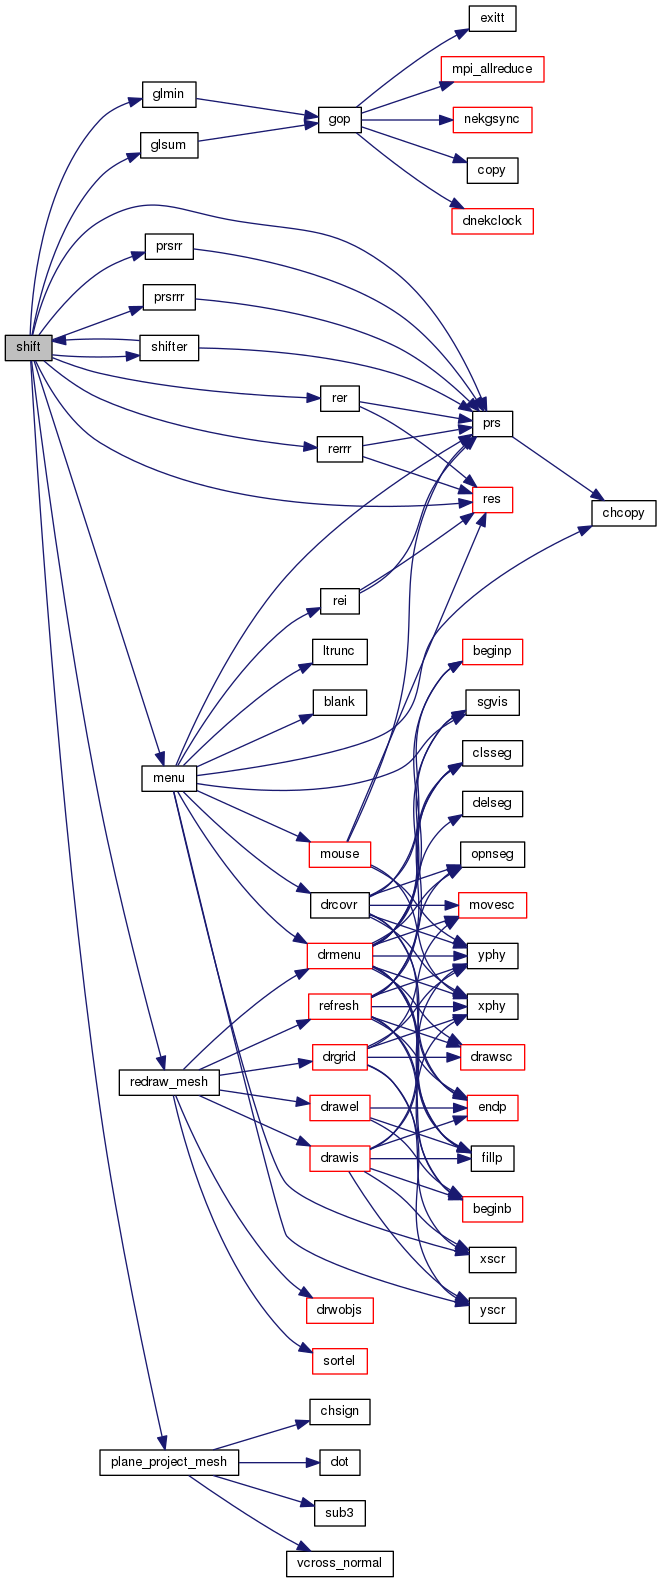 exitt
mpi_allreduce
glmin
gop
nekgsync
glsum
copy
dnekclock
prsrr
prsrrr
shift
shifter
rer
prs
rerrr
res
chcopy
rei
ltrunc
beginp
blank
sgvis
clsseg
menu
delseg
mouse
opnseg
drcovr
movesc
drmenu
yphy
refresh
xphy
drgrid
drawsc
redraw_mesh
drawel
endp
drawis
fillp
beginb
xscr
drwobjs
yscr
sortel
chsign
plane_project_mesh
dot
sub3
vcross_normal